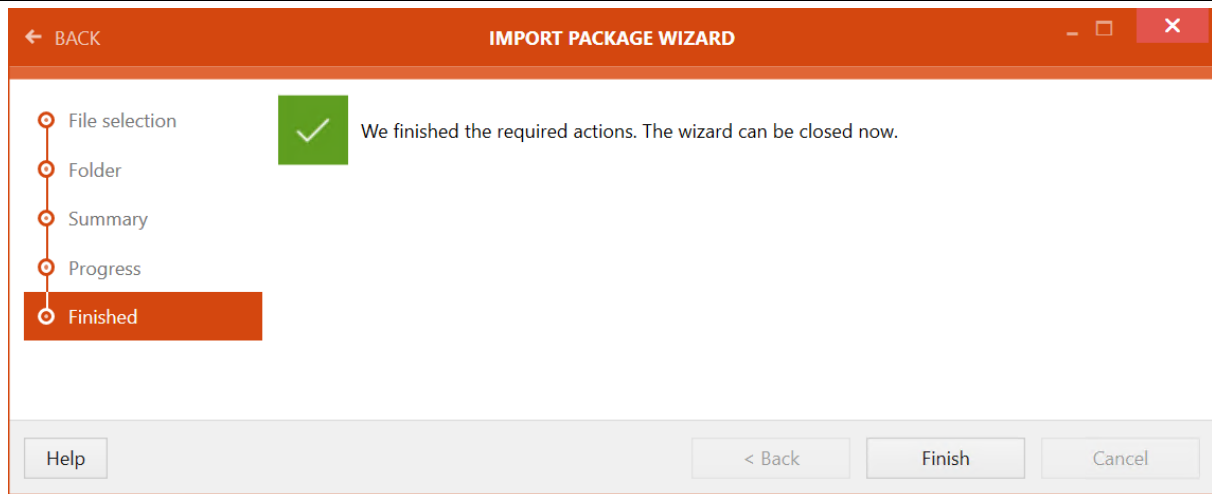 BACK
IMPORT PACKAGE WIZARD
File selection
Folder
Summary
Progress
Finished
We finished the required actions. The wizard can be closed now.
Help
< Back
Finish
Cancel